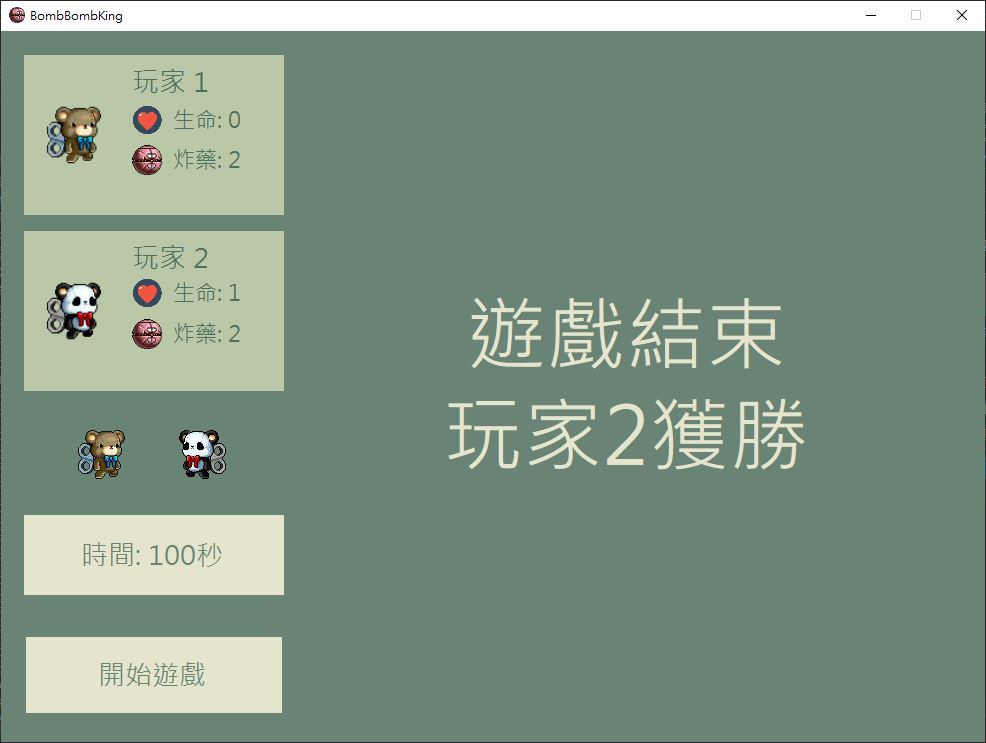 BombBombKing
玩家 1
生命: 0
炸藥: 2
玩家 2
生命: 1
炸藥: 2
時間: 100秒
開始遊戲
遊戲結束
玩家2獲勝